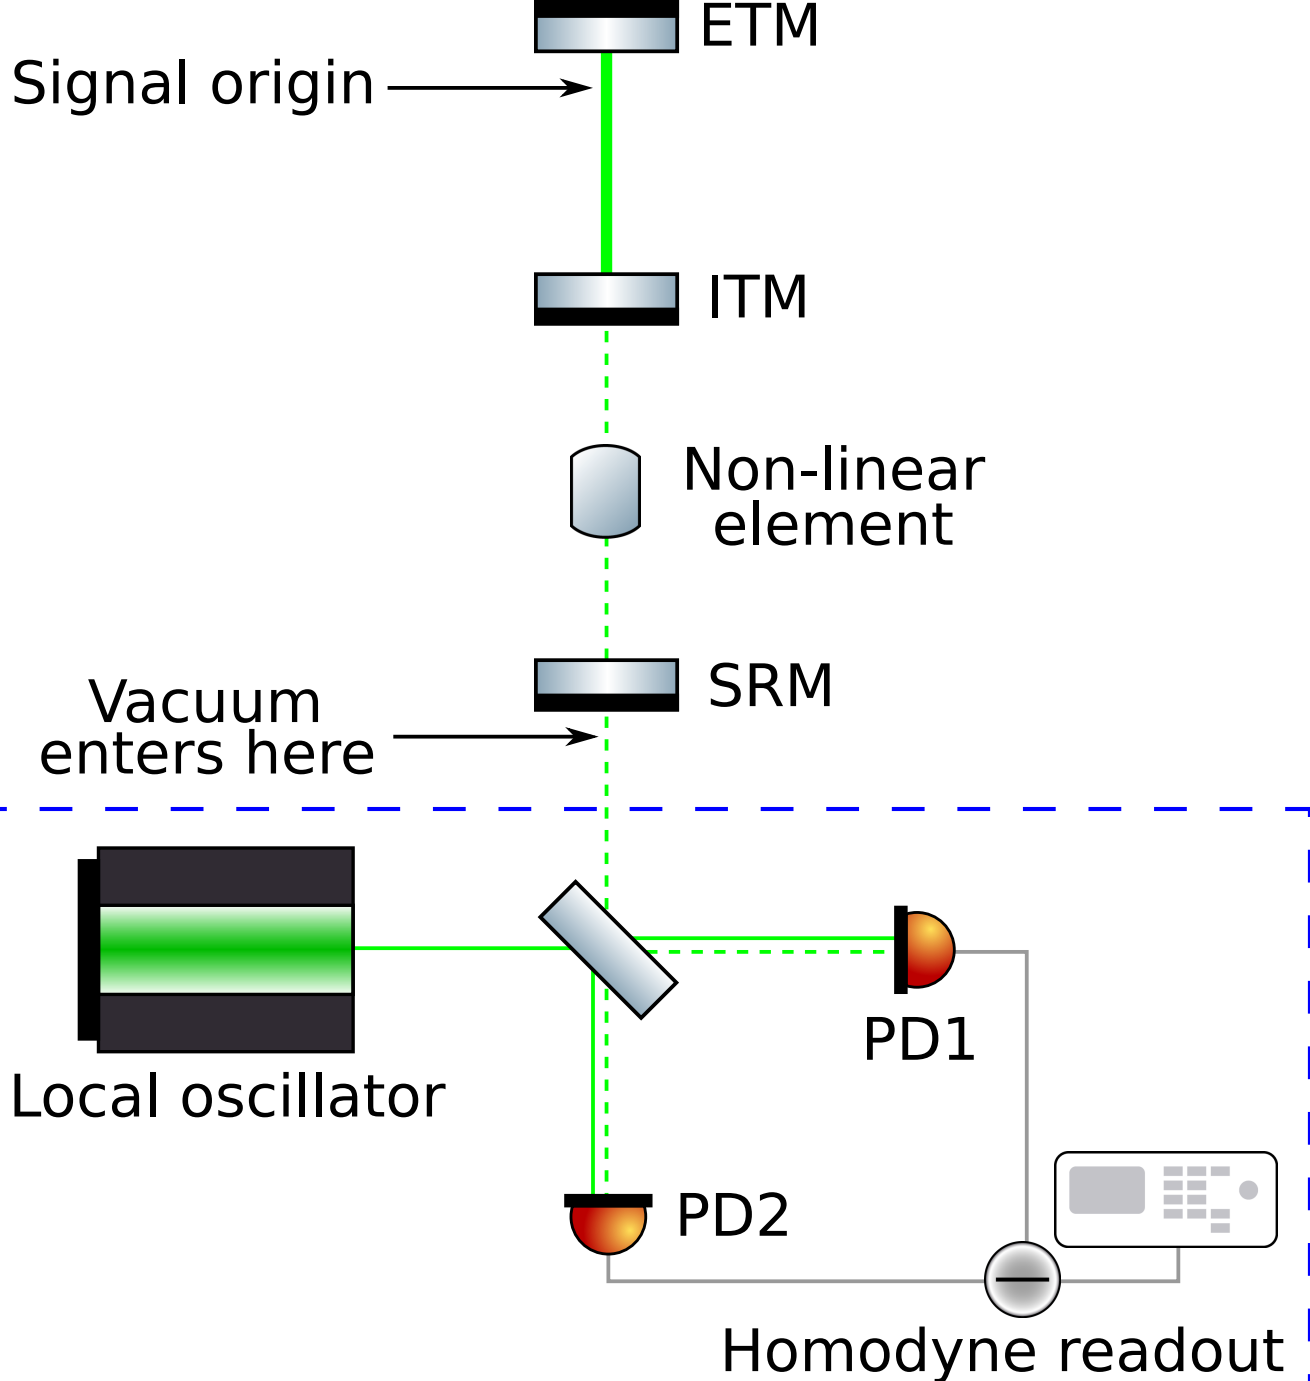 ETM
Signal origin
ITM
Non-linear
element
SRM
Vacuum
enters here
PD1
Local oscillator
PD2
Homodyne readout